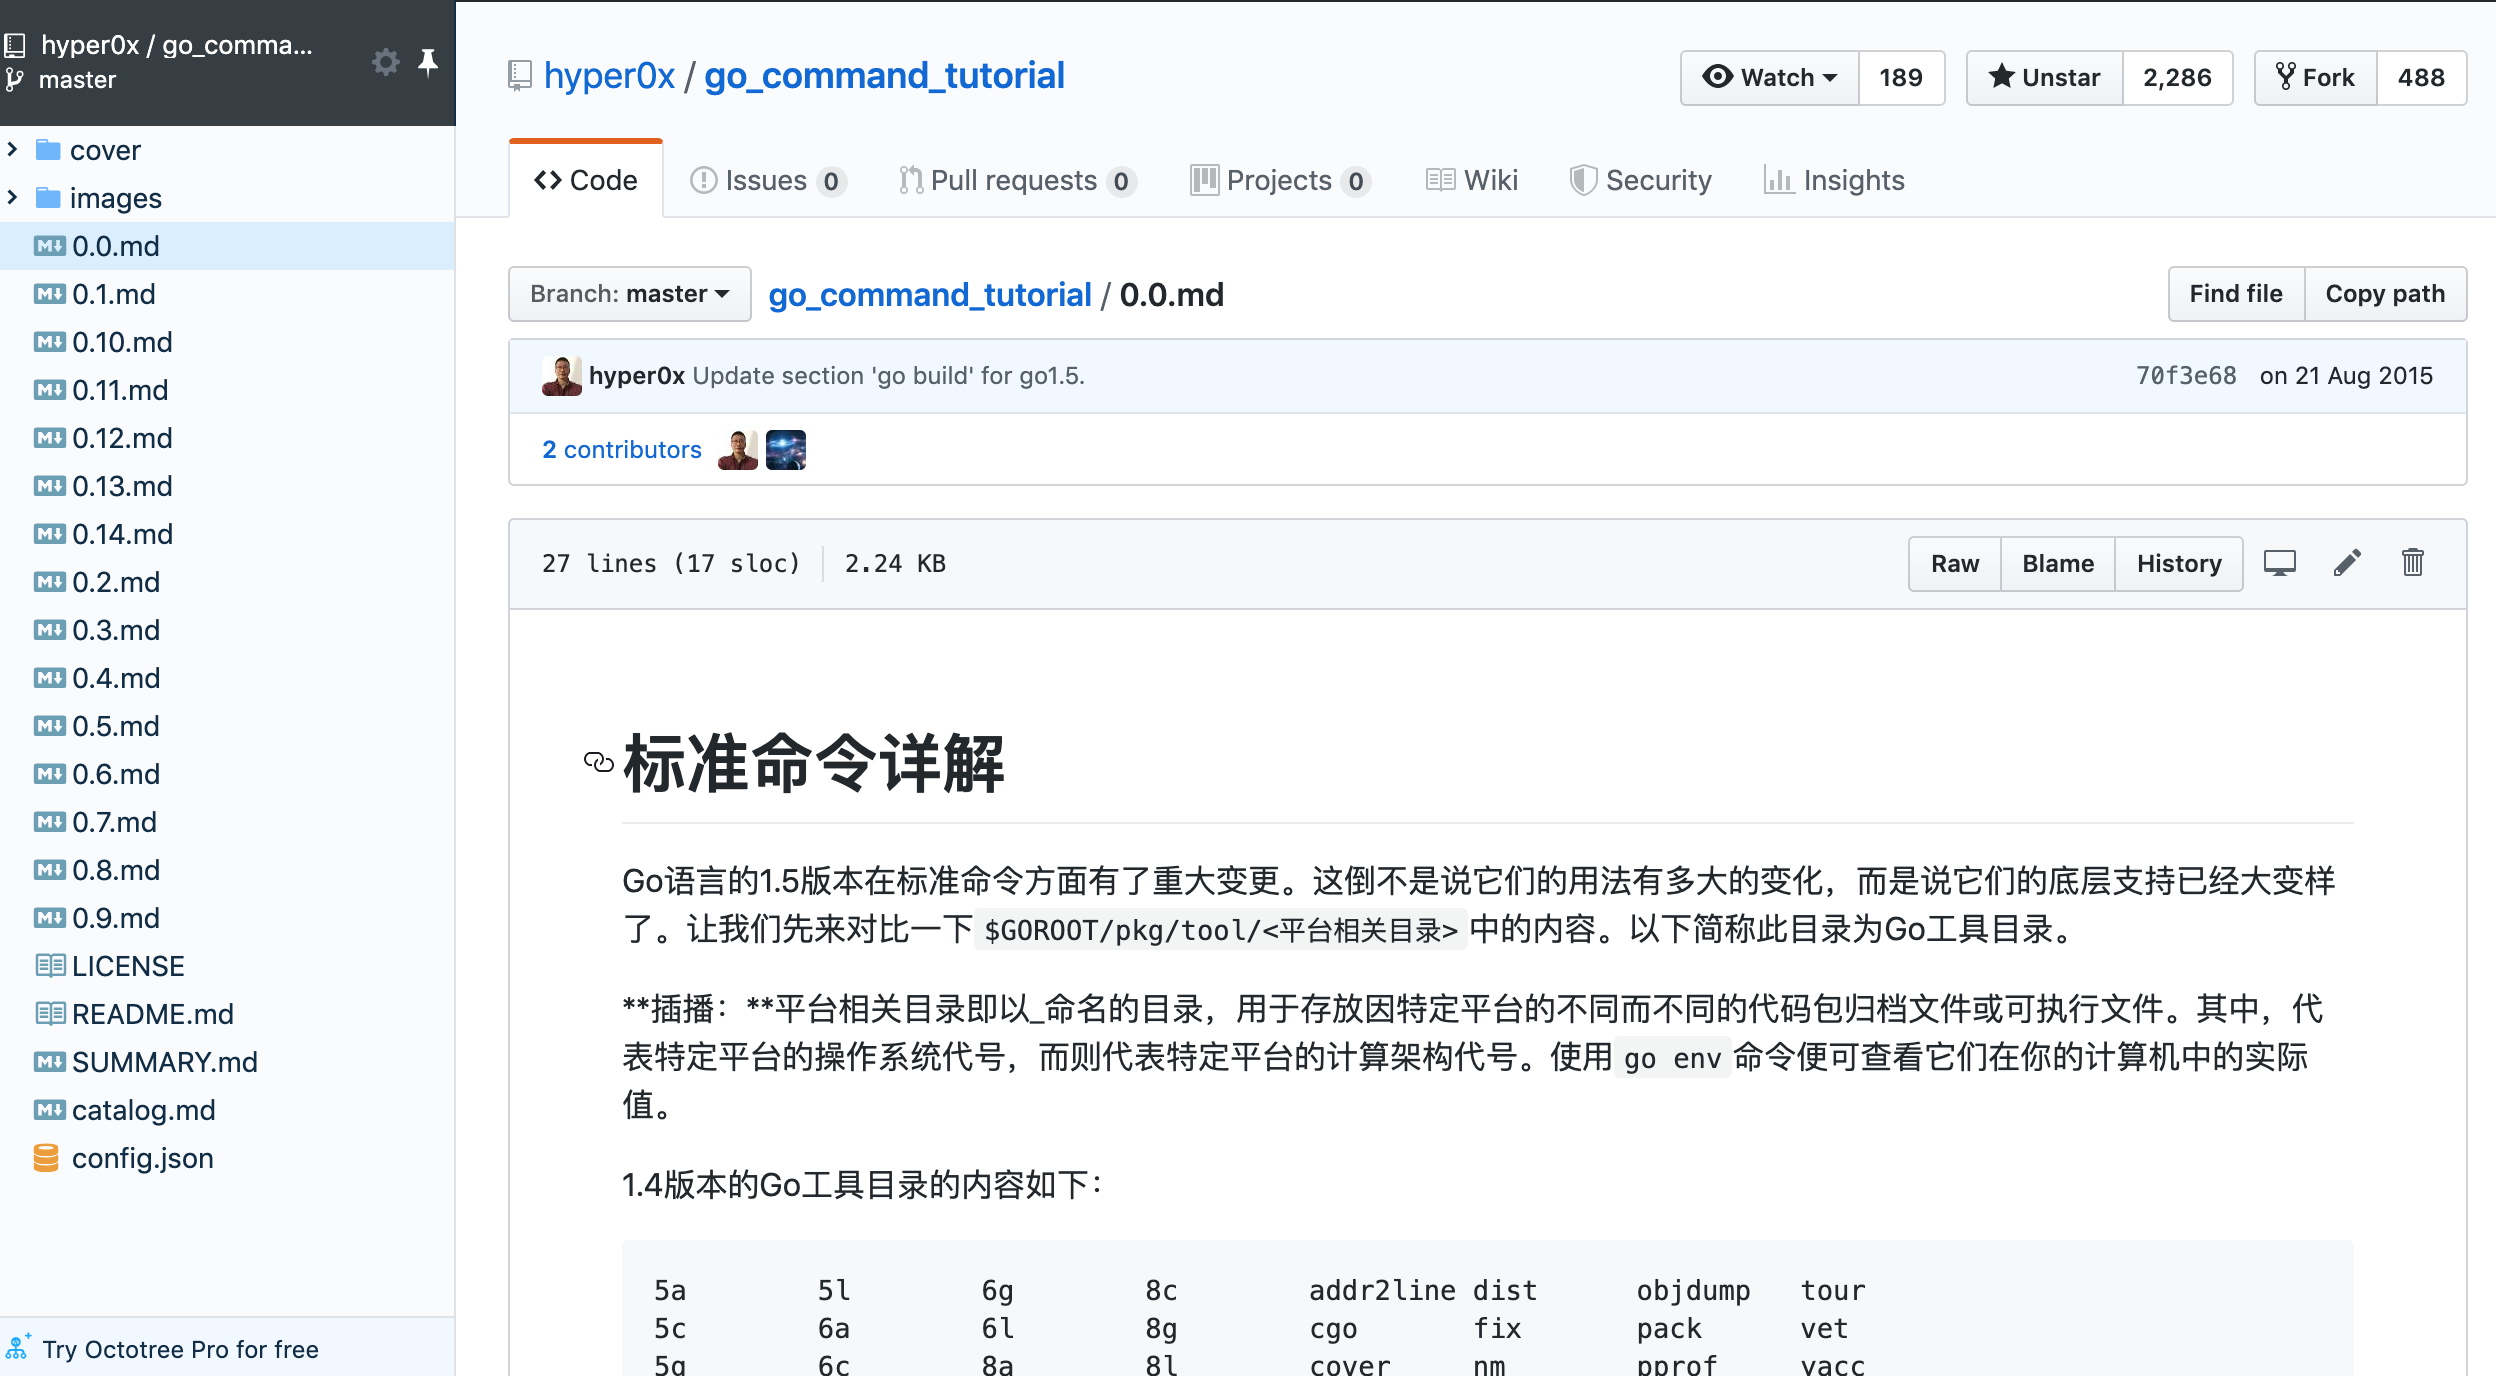 hyper0x / go_comma...
master
cover
images
0.0.md
0.1.md
0.10.md
0.11.md
0.12.md
0.13.md
0.14.md
0.2.md
0.3.md
0.4.md
0.5.md
0.6.md
0.7.md
0.8.md
0.9.md
LICENSE
README.md
SUMMARY.md
catalog.md
config.json
Try Octotree Pro for free
hyper0x / go_command_tutorial
Watch 189 Unstar 2,286 Fork 488
Code Issues 0 Pull requests 0 Projects 0 Wiki Security Insights
Branch: master go_command_tutorial / 0.0.md Find file Copy path
hyper0x Update section 'go build' for go1.5. 70f3e68 on 21 Aug 2015
2 contributors
27 lines (17 sloc) 2.24 KB Raw Blame History
标准命令详解
Go语言的1.5版本在标准命令方面有了重大变更。这倒不是说它们的用法有多大的变化，而是说它们的底层支持已经大变样
了。让我们先来对比一下 $GOROOT/pkg/tool/<平台相关目录> 中的内容。以下简称此目录为Go工具目录。
**插播：**平台相关目录即以_命名的目录，用于存放因特定平台的不同而不同的代码包归档文件或可执行文件。其中，代
表特定平台的操作系统代号，而则代表特定平台的计算架构代号。使用 go env 命令便可查看它们在你的计算机中的实际
值。
1.4版本的Go工具目录的内容如下：
5a 5l 6g 8c addr2line dist objdump tour
5c 6a 6l 8g cgo fix pack vet
5g 6c 8a 8l cover nm pprof yacc